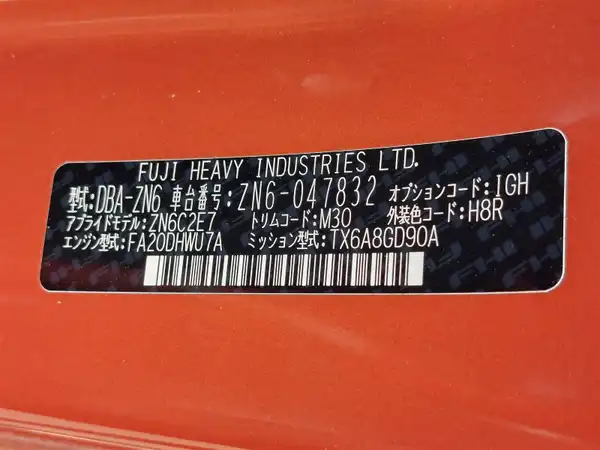 FUJI HEAVY INDUSTRIES LTD.
型式:DBA-ZN6 車台番号:ZN6-047832 オプションコード:IGH
アプライドモデル:ZN6C2E7 トリムコード:M30 外装色コード:H8R
エンジン型式:FA20DHWU7A ミッション型式:TX6A8GD90A